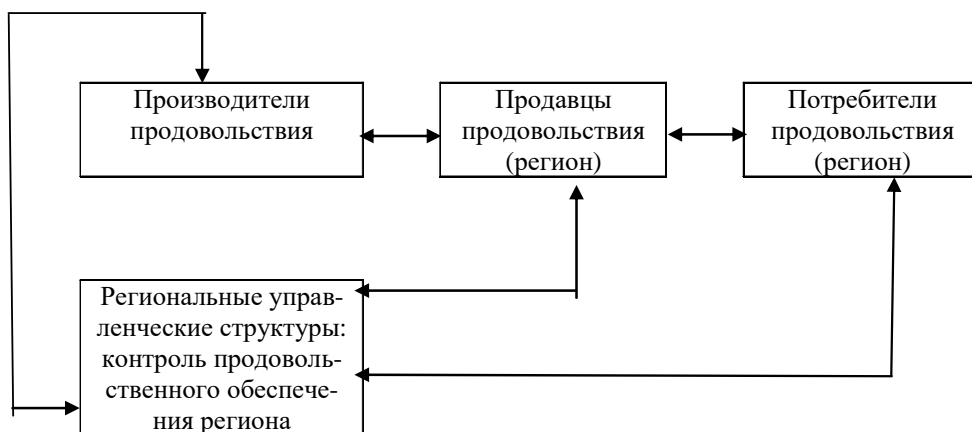 Производители
продовольствия
Продавцы
продовольствия
(регион)
Потребители
продовольствия
(регион)
Региональные управ-
ленческие структуры:
контроль продоволь-
ственного обеспече-
ния региона